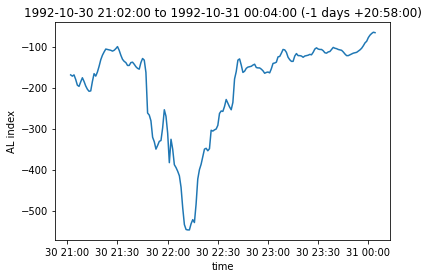 1992-10-30 21:02:00 to 1992-10-31 00:04:00 (-1 days +20:58:00)
−100
−200
−300
−400
−500
AL index
30 21:00 30 21:30 30 22:00 30 22:30 30 23:00 30 23:30 31 00:00
time